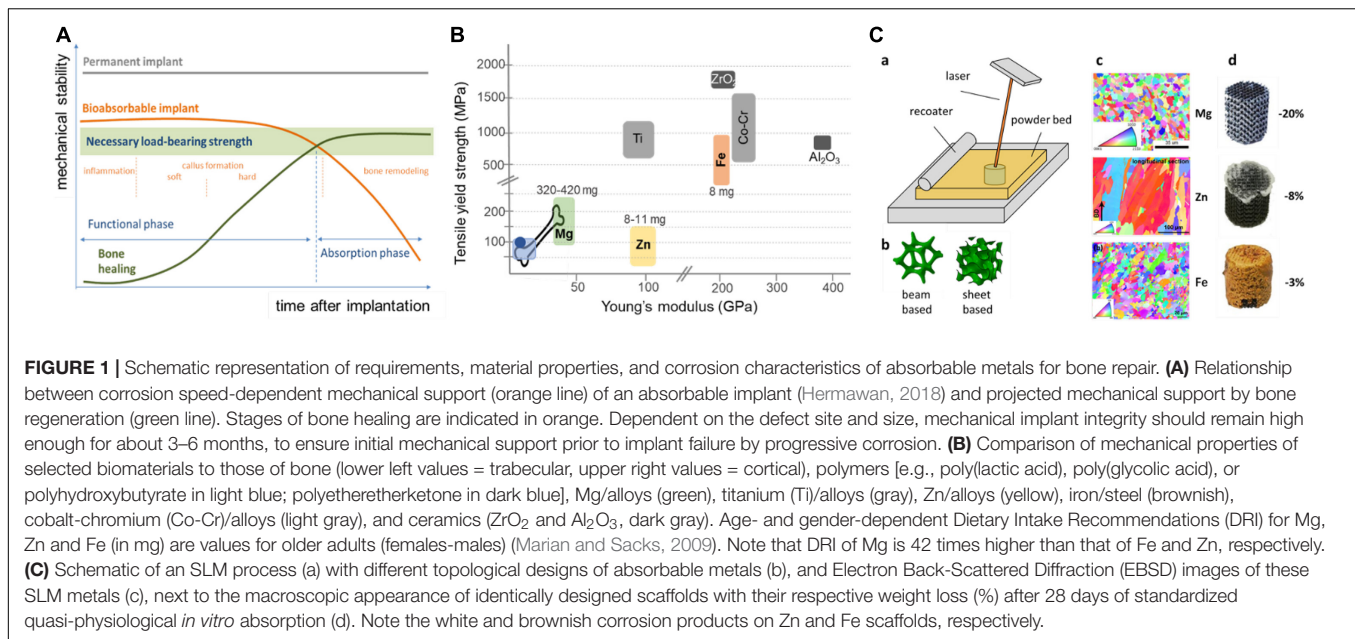 A
Permanent implant
Bioabsorbable implant
Necessary load-bearing strength
inflammation
callus formation
soft
hard
bone remodeling
Functional phase
Absorption phase
Bone
healing
mechanical stability
time after implantation
B
Tensile yield strength (MPa)
2000
1500
1000
500
200
100
ZrO2
Ti
Fe
Co-Cr
Al2O3
320-420 mg
8 mg
Mg
8-11 mg
Zn
50
100
200
300
400
Young's modulus (GPa)
C
a
laser
recoater
powder bed
b
beam
based
sheet
based
c
d
Mg
-20%
longitudinal section
BD
100 µm
Zn
-8%
Fe
-3%
FIGURE 1 | Schematic representation of requirements, material properties, and corrosion characteristics of absorbable metals for bone repair. (A) Relationship
between corrosion speed-dependent mechanical support (orange line) of an absorbable implant (Hermawan, 2018) and projected mechanical support by bone
regeneration (green line). Stages of bone healing are indicated in orange. Dependent on the defect site and size, mechanical implant integrity should remain high
enough for about 3–6 months, to ensure initial mechanical support prior to implant failure by progressive corrosion. (B) Comparison of mechanical properties of
selected biomaterials to those of bone (lower left values = trabecular, upper right values = cortical), polymers [e.g., poly(lactic acid), poly(glycolic acid), or
polyhydroxybutyrate in light blue; polyetheretherketone in dark blue], Mg/alloys (green), titanium (Ti)/alloys (gray), Zn/alloys (yellow), iron/steel (brownish),
cobalt-chromium (Co-Cr)/alloys (light gray), and ceramics (ZrO2 and Al2O3, dark gray). Age- and gender-dependent Dietary Intake Recommendations (DRI) for Mg,
Zn and Fe (in mg) are values for older adults (females-males) (Marian and Sacks, 2009). Note that DRI of Mg is 42 times higher than that of Fe and Zn, respectively.
(C) Schematic of an SLM process (a) with different topological designs of absorbable metals (b), and Electron Back-Scattered Diffraction (EBSD) images of these
SLM metals (c), next to the macroscopic appearance of identically designed scaffolds with their respective weight loss (%) after 28 days of standardized
quasi-physiological in vitro absorption (d). Note the white and brownish corrosion products on Zn and Fe scaffolds, respectively.